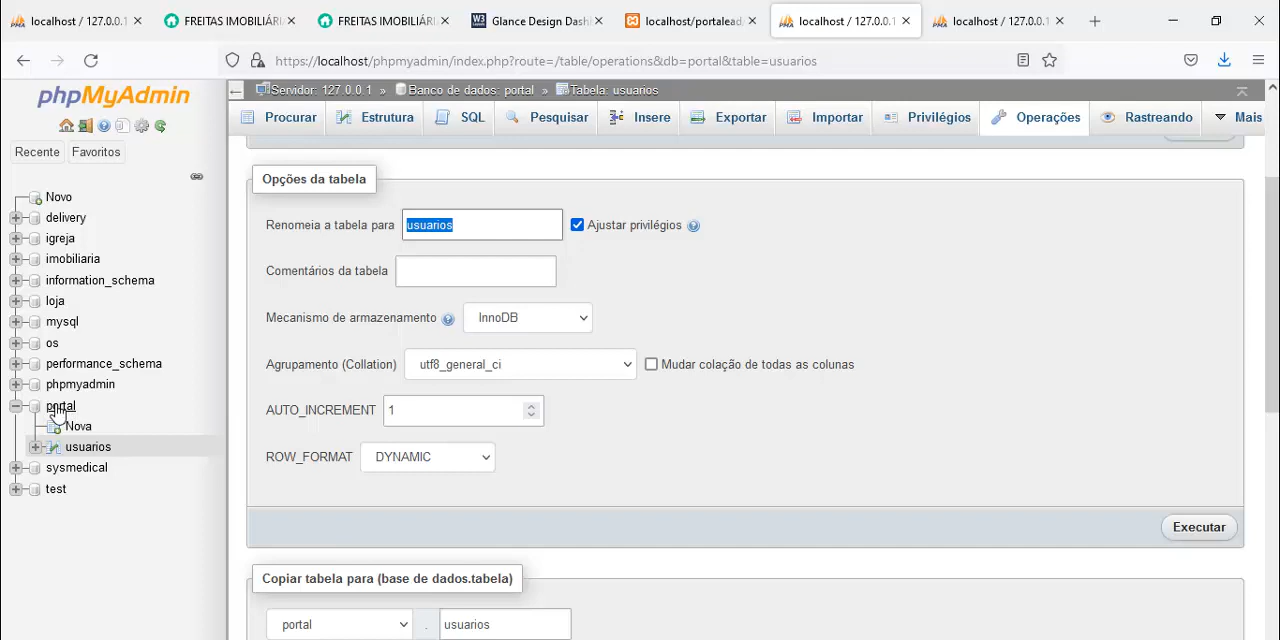 localhost / 127.0.0.1
FREITAS IMOBILIÁRI
FREITAS IMOBILIÁRI
W3
Glance Design Dash
localhost/portalead/
localhost / 127.0.0.1
localhost / 127.0.0.1
https://localhost/phpmyadmin/index.php?route=/table/operations&db=portal&table=usuarios
phpMyAdmin
Recente
Favoritos
Novo
delivery
igreja
imobiliaria
information_schema
loja
mysql
os
performance_schema
phpmyadmin
portal
Nova
usuarios
sysmedical
test
Servidor: 127.0.0.1 » Banco de dados: portal » Tabela: usuarios
Procurar
Estrutura
SQL
Pesquisar
Insere
Exportar
Importar
Privilégios
Operações
Rastreando
Mais
Opções da tabela
Renomeia a tabela para usuarios Ajustar privilégios
Comentários da tabela
Mecanismo de armazenamento InnoDB
Agrupamento (Collation) utf8_general_ci Mudar colação de todas as colunas
AUTO_INCREMENT 1
ROW_FORMAT DYNAMIC
Executar
Copiar tabela para (base de dados.tabela)
portal . usuarios